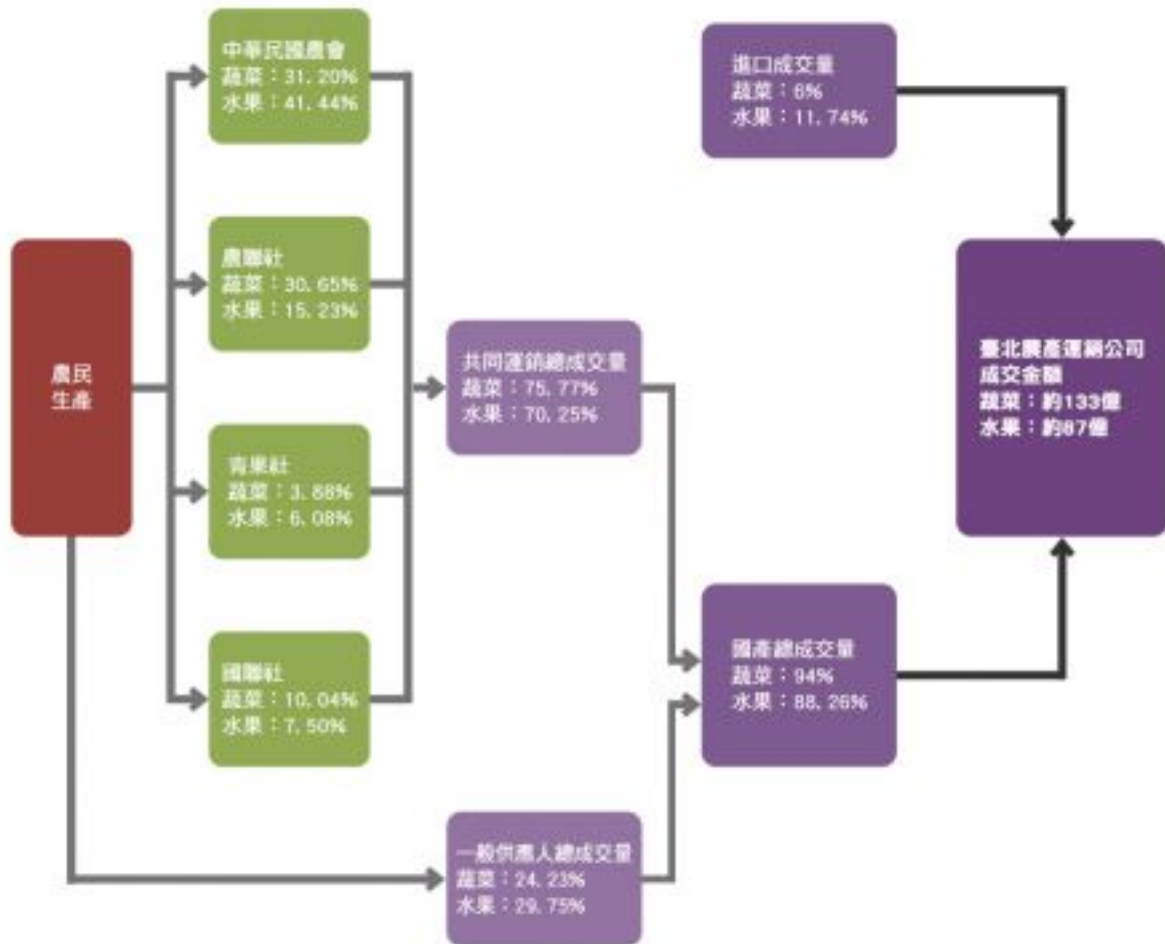 中華民國農會
蔬菜：31.20%
水果：41.44%
進口成交量
蔬菜：6%
水果：11.74%
農聯社
蔬菜：30.65%
水果：15.23%
農民
生產
共同運銷總成交量
蔬菜：75.77%
水果：70.25%
臺北農產運銷公司
成交金額
蔬菜：約133億
水果：約87億
青果社
蔬菜：3.88%
水果：6.08%
國聯社
蔬菜：10.04%
水果：7.50%
國產總成交量
蔬菜：94%
水果：88.26%
一般供應人總成交量
蔬菜：24.23%
水果：29.75%